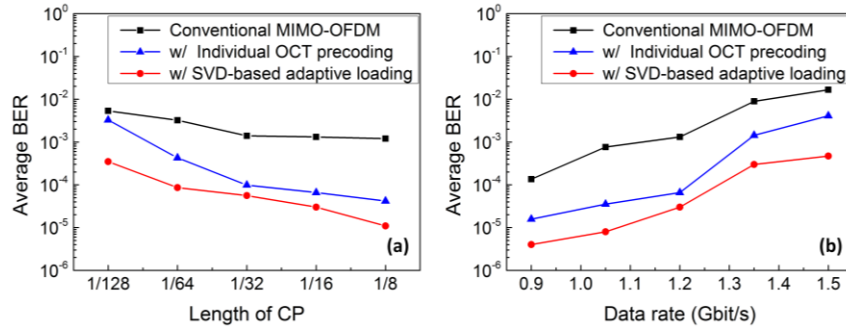 10⁰
10⁻¹
10⁻²
10⁻³
10⁻⁴
10⁻⁵
10⁻⁶
Average BER
Conventional MIMO-OFDM
w/ Individual OCT precoding
w/ SVD-based adaptive loading
(a)
1/128 1/64 1/32 1/16 1/8
Length of CP
10⁰
10⁻¹
10⁻²
10⁻³
10⁻⁴
10⁻⁵
10⁻⁶
Average BER
Conventional MIMO-OFDM
w/ Individual OCT precoding
w/ SVD-based adaptive loading
(b)
0.9 1.0 1.1 1.2 1.3 1.4 1.5
Data rate (Gbit/s)